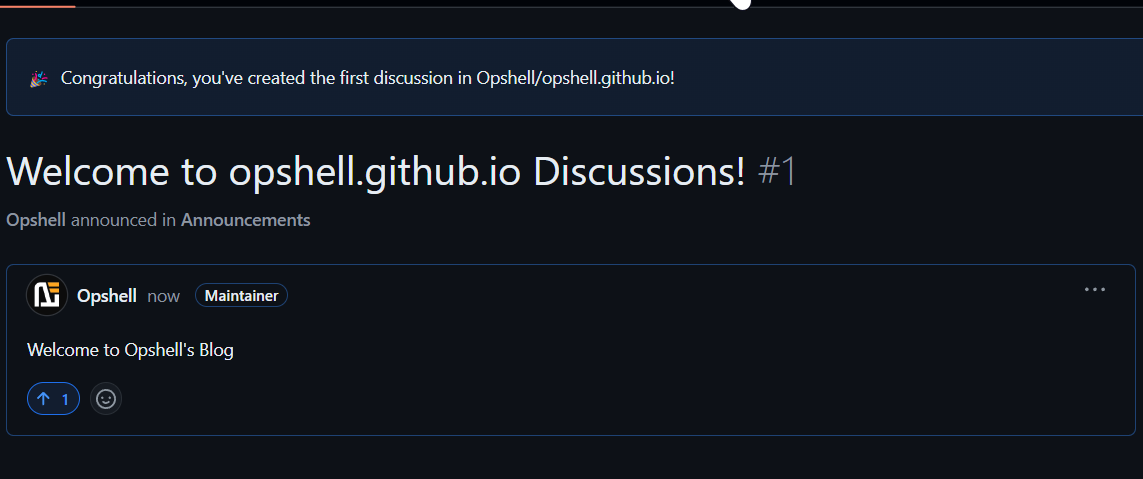 Congratulations, you've created the first discussion in Opshell/opshell.github.io!
Welcome to opshell.github.io Discussions! #1
Opshell announced in Announcements
Opshell now Maintainer
Welcome to Opshell's Blog
1